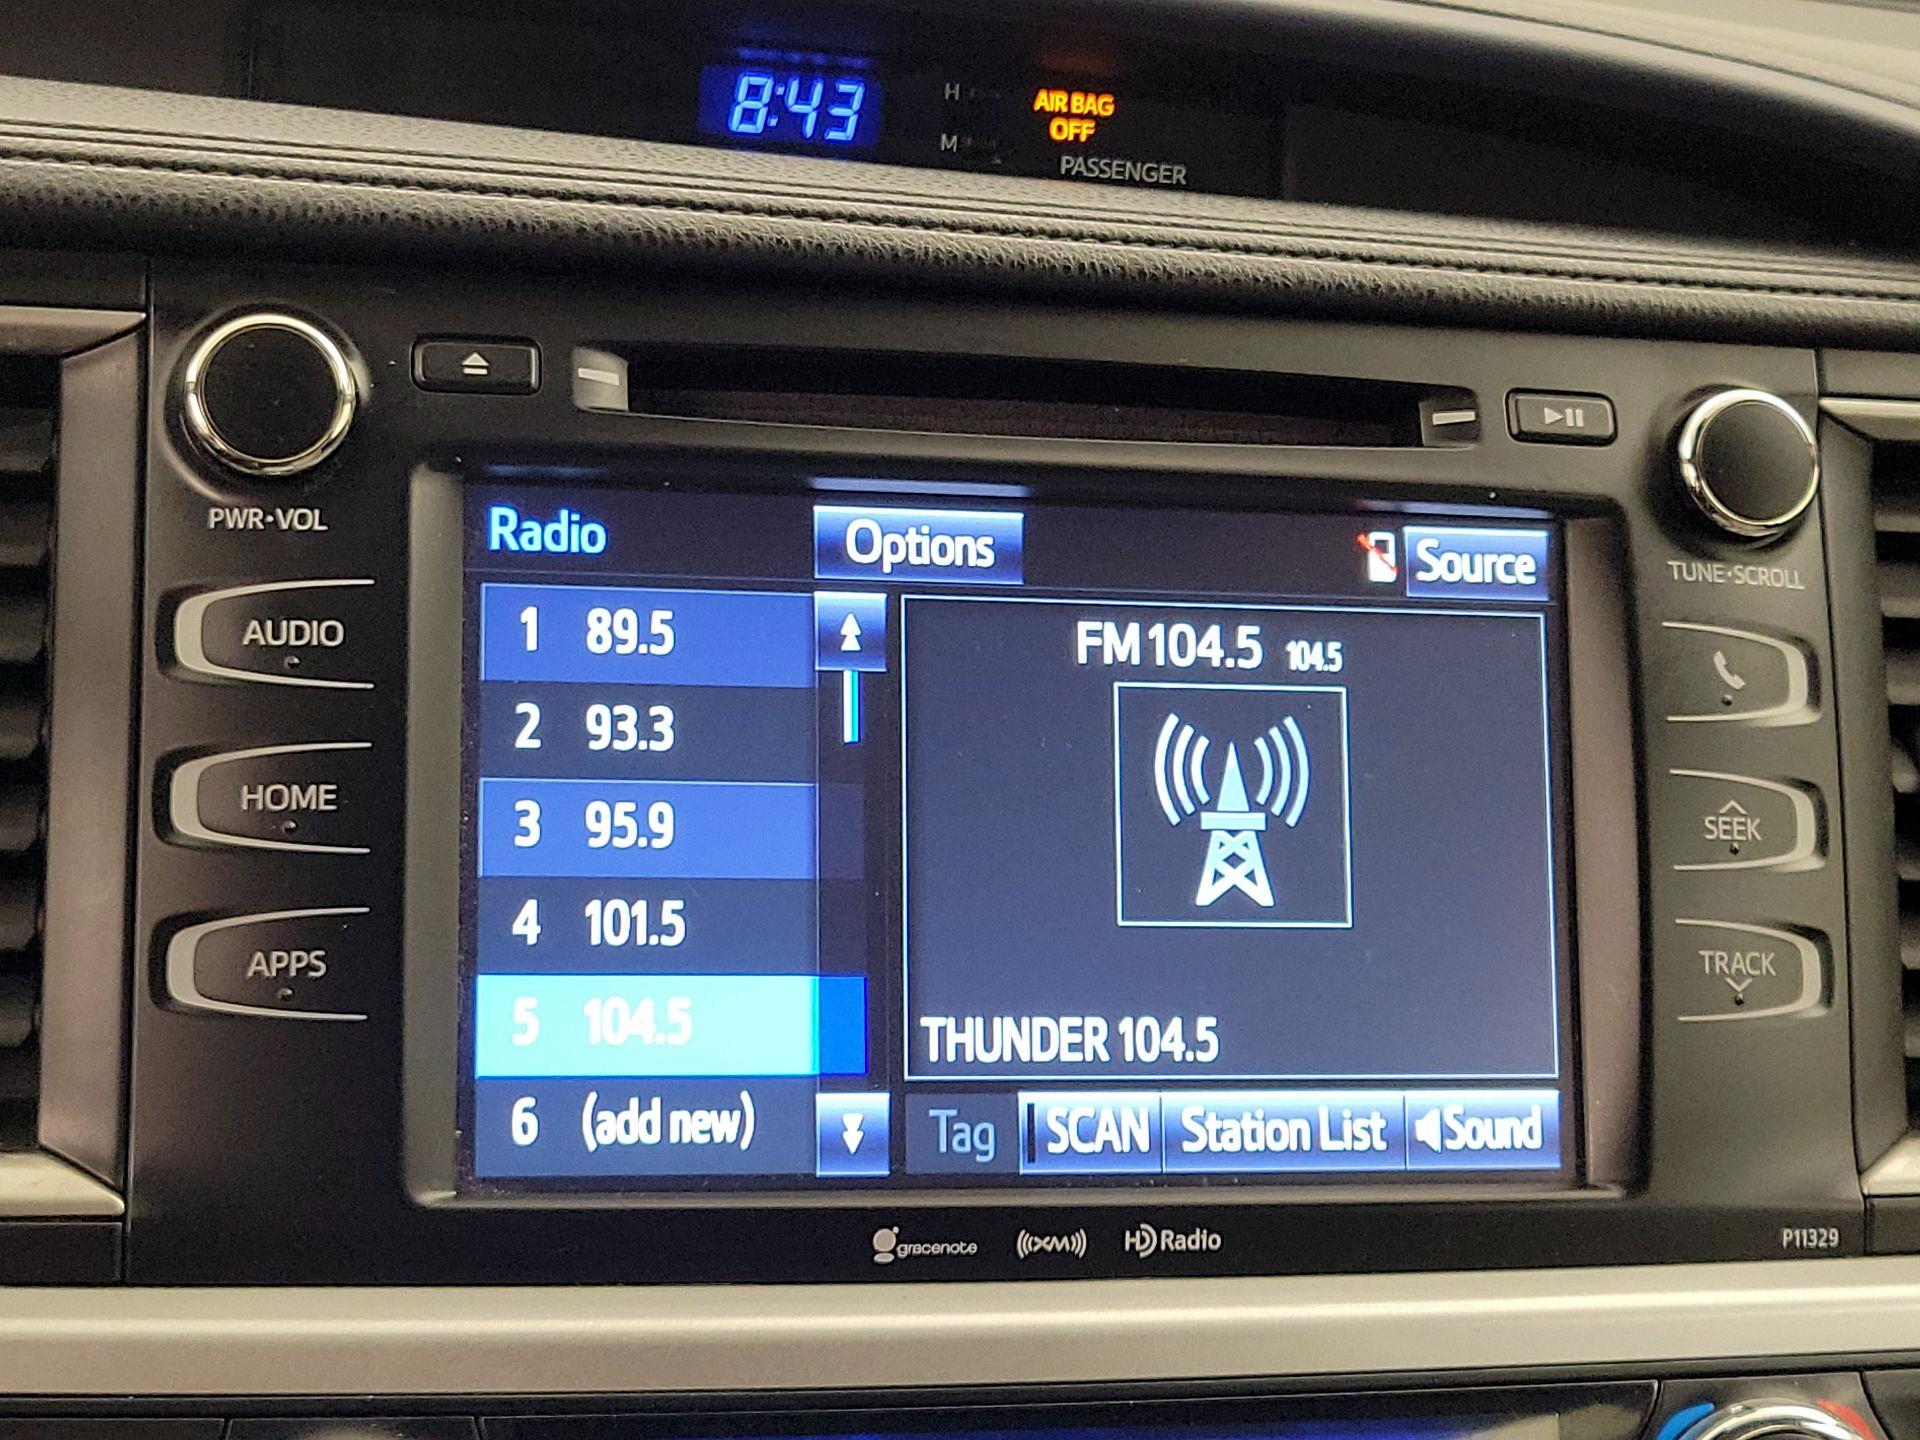 8:43
H
M
AIR BAG
OFF
PASSENGER
PWR•VOL
TUNE•SCROLL
AUDIO
HOME
APPS
SEEK
TRACK
Radio
Options
Source
1 89.5
2 93.3
3 95.9
4 101.5
5 104.5
6 (add new)
FM 104.5 104.5
THUNDER 104.5
Tag
SCAN
Station List
Sound
gracenote
((XM))
HD Radio
P11329